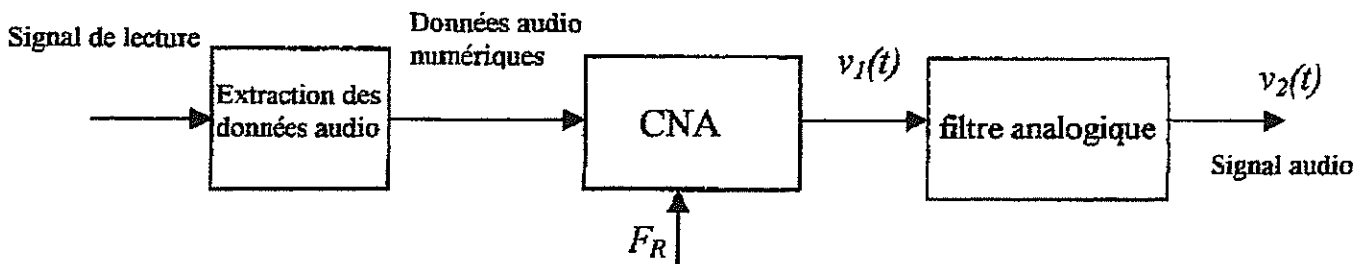 Signal de lecture
Extraction des
données audio
Données audio
numériques
CNA
F_R
v_1(t)
filtre analogique
v_2(t)
Signal audio